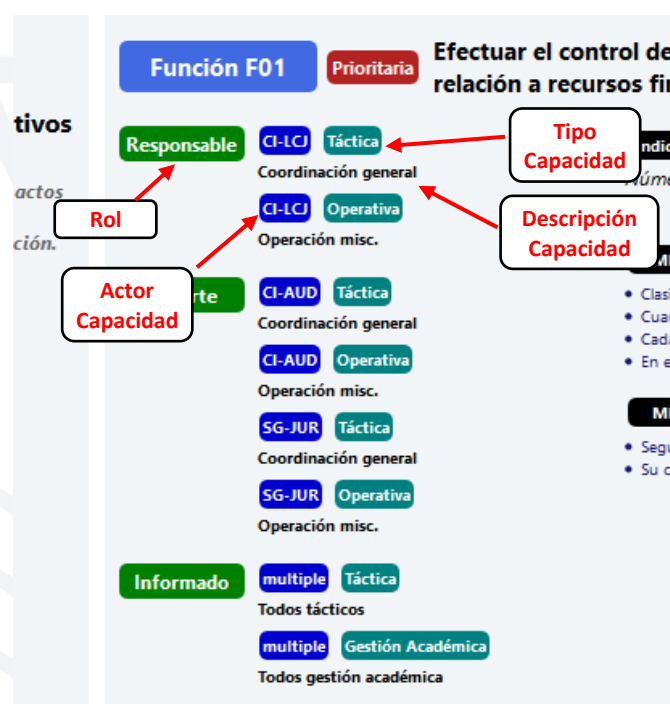 Función F01
Prioritaria
Efectuar el control de
relación a recursos
tivos
actos
ción.
Responsable
CI-LCJ Táctica
Coordinación general
CI-LCJ Operativa
Operación misc.
Tipo
Capacidad
Descripción
Capacidad
Rol
Actor
Capacidad
CI-AUD Táctica
Coordinación general
CI-AUD Operativa
Operación misc.
SG-JUR Táctica
Coordinación general
SG-JUR Operativa
Operación misc.
• En e
• Su c
Informado
multiple Táctica
Todos tácticos
multiple Gestión Académica
Todos gestión académica